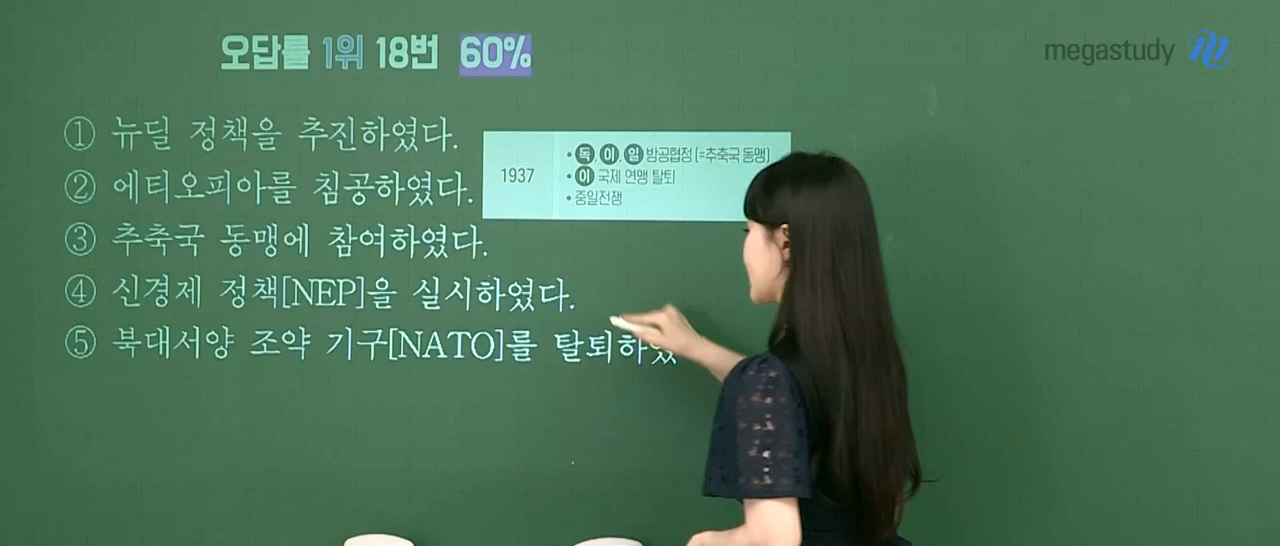 오답률 1위 18번 60%
megastudy
① 뉴딜 정책을 추진하였다.
② 에티오피아를 침공하였다.
③ 추축국 동맹에 참여하였다.
④ 신경제 정책[NEP]을 실시하였다.
⑤ 북대서양 조약 기구[NATO]를 탈퇴하였
1937
• 독, 이, 일 방공협정 (=추축국 동맹)
• 이 국제 연맹 탈퇴
• 중일전쟁